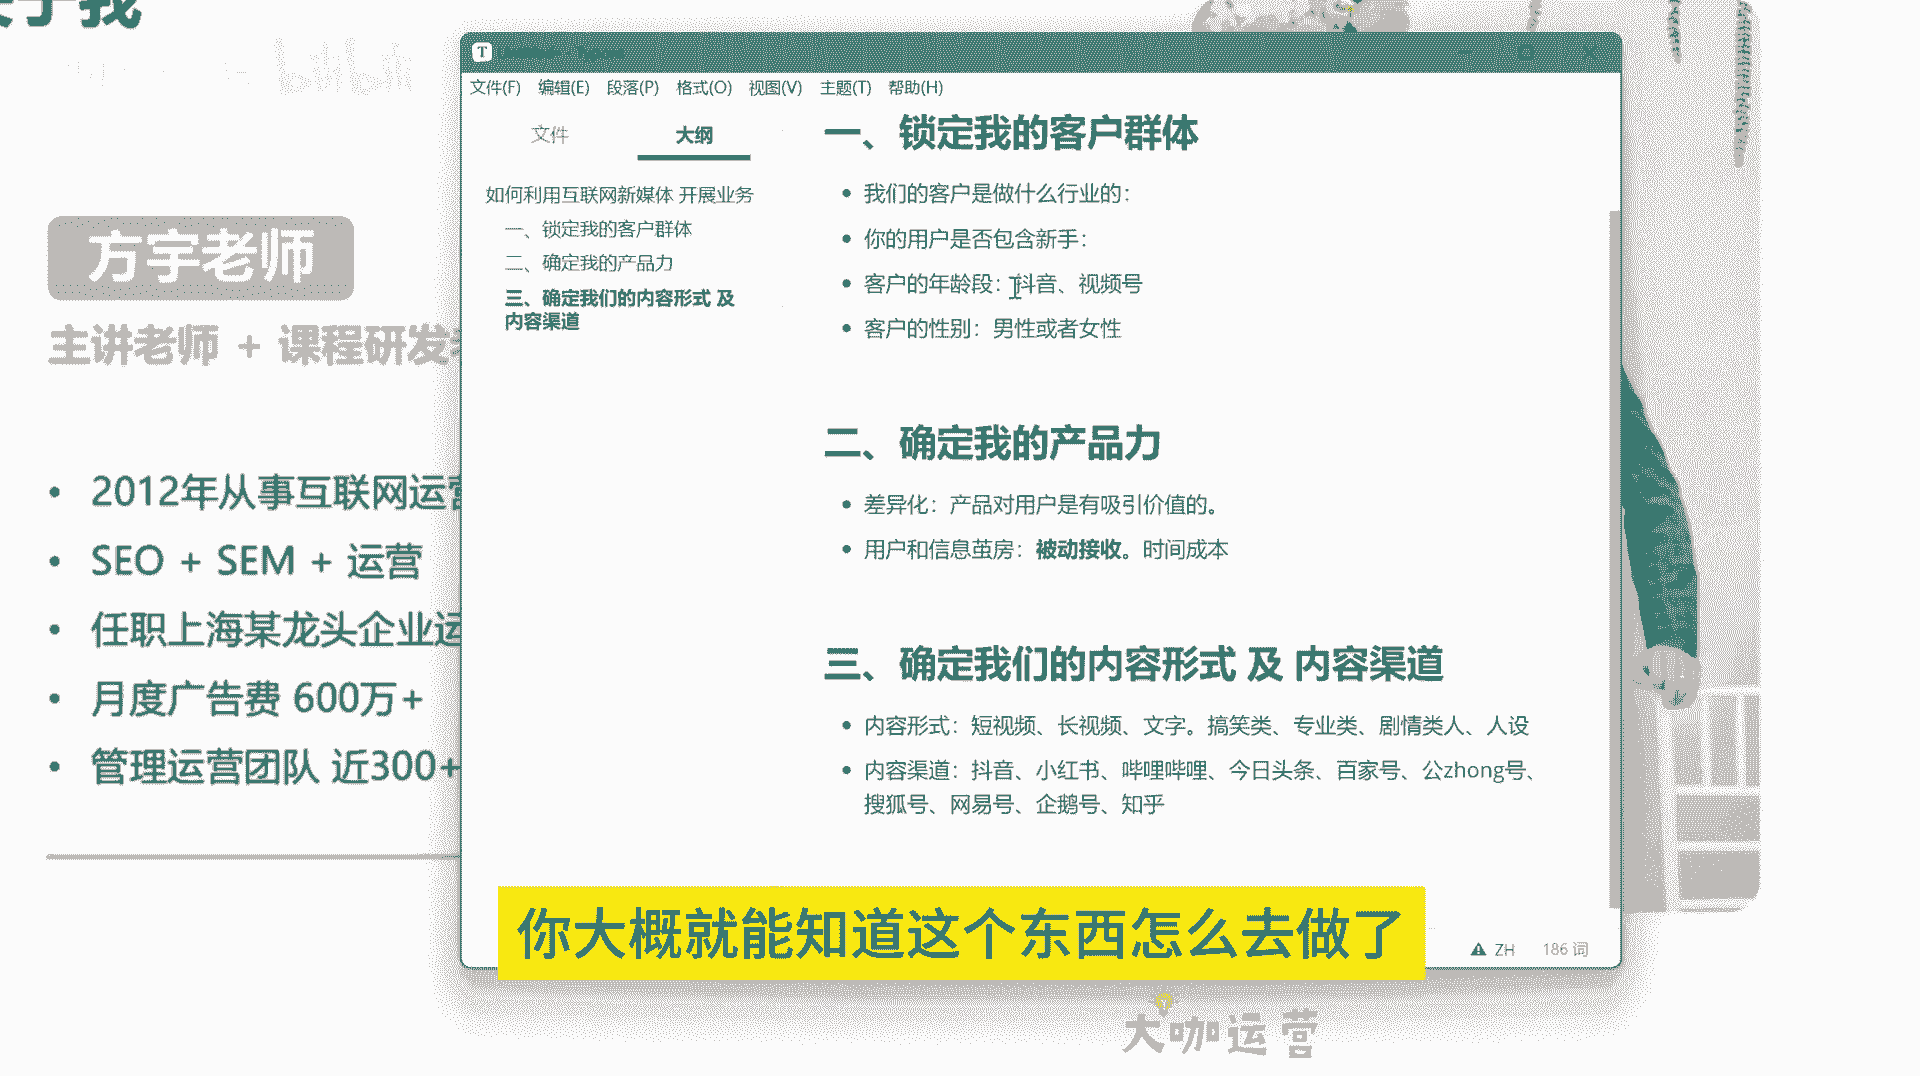 关于我
bilibili
方宇老师
主讲老师 + 课程研发
2012年从事互联网运营
SEO + SEM + 运营
任职上海某龙头企业运
月度广告费 600万+
管理运营团队 近300+
T
文件(F) 编辑(E) 段落(P) 格式(O) 视图(V) 主题(T) 帮助(H)
文件 大纲
如何利用互联网新媒体 开展业务
一、锁定我的客户群体
二、确定我的产品力
三、确定我们的内容形式 及
内容渠道
一、锁定我的客户群体
我们的客户是做什么行业的：
你的用户是否包含新手：
客户的年龄段：抖音、视频号
客户的性别：男性或者女性
二、确定我的产品力
差异化：产品对用户是有吸引价值的。
用户和信息茧房：被动接收。时间成本
三、确定我们的内容形式 及 内容渠道
内容形式：短视频、长视频、文字。搞笑类、专业类、剧情类人、人设
内容渠道：抖音、小红书、哔哩哔哩、今日头条、百家号、公zhong号、
搜狐号、网易号、企鹅号、知乎
ZH 186 词
你大概就能知道这个东西怎么去做了
大咖运营